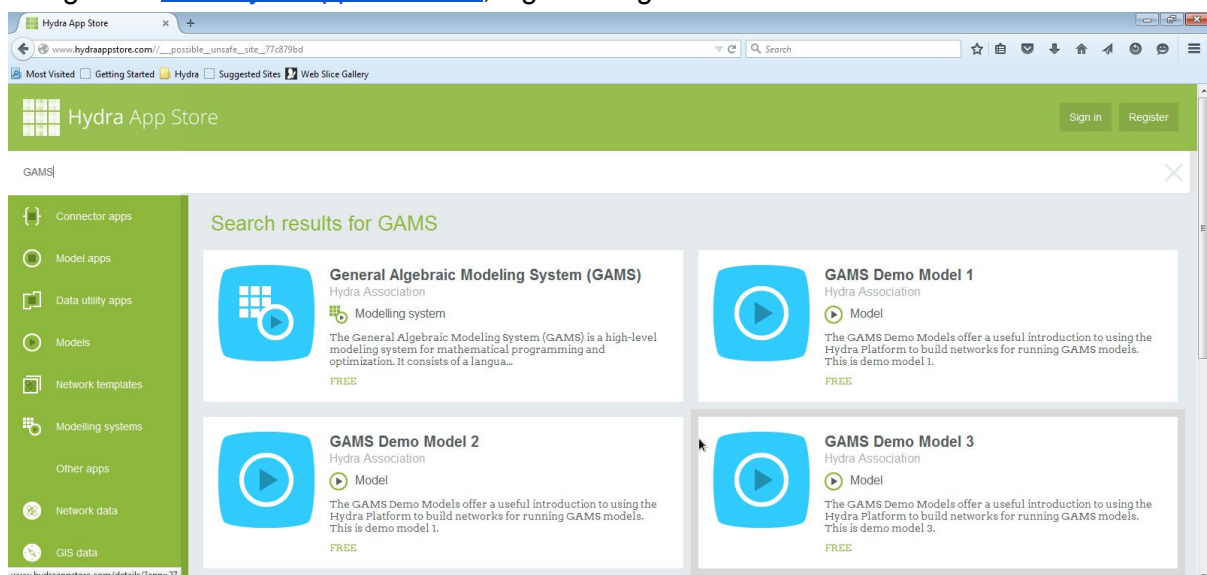 Hydra App Store
www.hydraappstore.com//__possible__unsafe__site__77c879bd
Search
Most Visited Getting Started Hydra Suggested Sites Web Slice Gallery
Hydra App Store
Sign in Register
GAMS
Connector apps
Model apps
Data utility apps
Models
Network templates
Modelling systems
Other apps
Network data
GIS data
Search results for GAMS
General Algebraic Modeling System (GAMS)
Hydra Association
Modelling system
The General Algebraic Modeling System (GAMS) is a high-level
modeling system for mathematical programming and
optimization. It consists of a langua...
FREE
GAMS Demo Model 1
Hydra Association
Model
The GAMS Demo Models offer a useful introduction to using the
Hydra Platform to build networks for running GAMS models.
This is demo model 1.
FREE
GAMS Demo Model 2
Hydra Association
Model
The GAMS Demo Models offer a useful introduction to using the
Hydra Platform to build networks for running GAMS models.
This is demo model 1.
FREE
GAMS Demo Model 3
Hydra Association
Model
The GAMS Demo Models offer a useful introduction to using the
Hydra Platform to build networks for running GAMS models.
This is demo model 3.
FREE